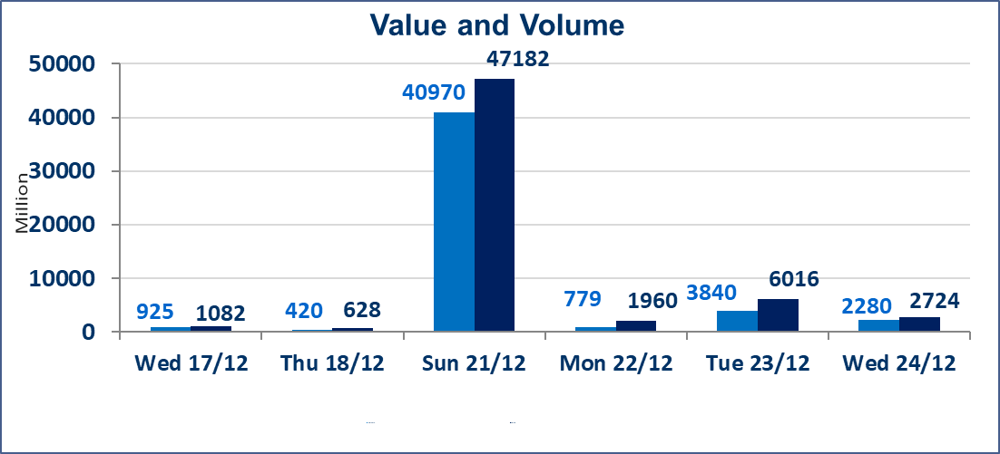 Value and Volume
50000
40000
30000
20000
10000
0
Million
925
1082
420
628
40970
47182
779
1960
3840
6016
2280
2724
Wed 17/12
Thu 18/12
Sun 21/12
Mon 22/12
Tue 23/12
Wed 24/12